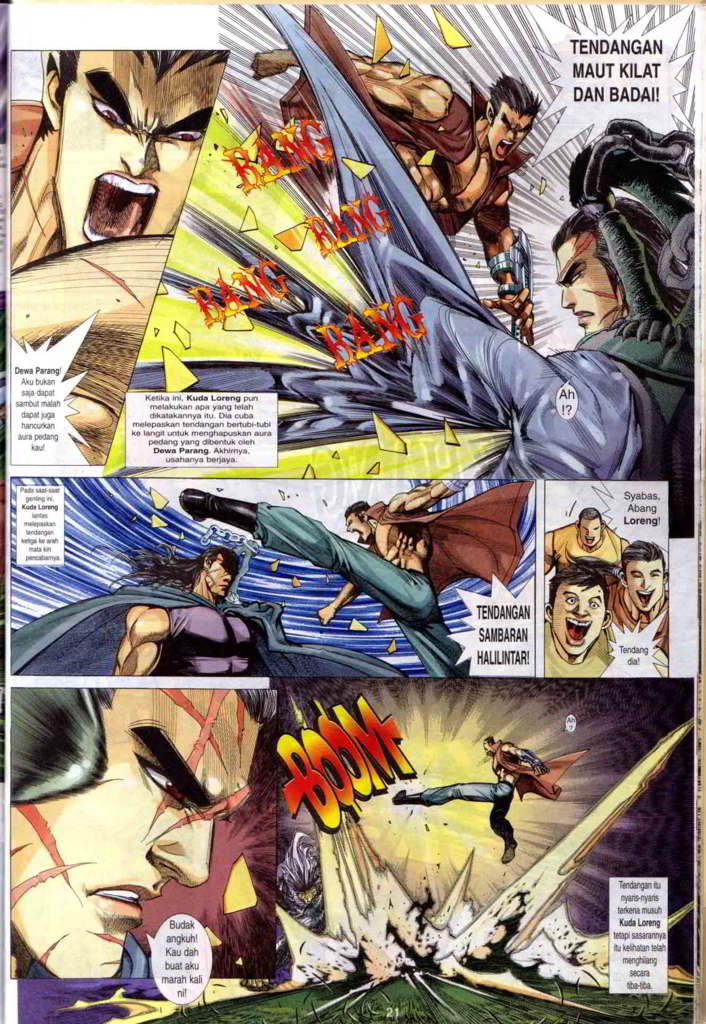 TENDANGAN
MAUT KILAT
DAN BADAI!
BANG
BANG
BANG
BANG
Dewa Parang!
Aku bukan
saja dapat
sambut malah
dapat juga
hancurkan
aura pedang
kau!
Ah
!?
Ketika ini, Kuda Loreng pun
melakukan apa yang telah
dikatakannya itu. Dia cuba
melepaskan tendangan bertubi-tubi
ke langit untuk menghapuskan aura
pedang yang dibentuk oleh
Dewa Parang. Akhirnya,
usahanya berjaya.
Pada saat-saat
genting ini,
Kuda Loreng
lantas
melepaskan
tendangan
ketiga ke arah
mata kiri
pencabarnya.
TENDANGAN
SAMBARAN
HALILINTAR!
Syabas,
Abang
Loreng!
Tendang
dia!
Budak
angkuh!
Kau dah
buat aku
marah kali
ni!
BOOM
Ah
!?
Tendangan itu
nyaris-nyaris
terkena musuh
Kuda Loreng
tetapi sasarannya
itu kelihatan telah
menghilang
secara
tiba-tiba.
21